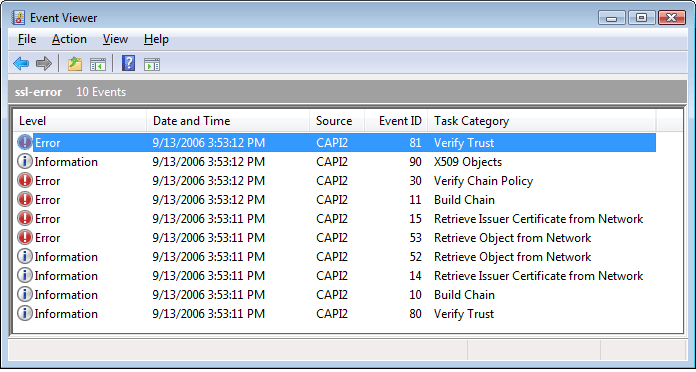 Event Viewer
File Action View Help
ssl-error 10 Events
Level Date and Time Source Event ID Task Category
Error 9/13/2006 3:53:12 PM CAPI2 81 Verify Trust
Information 9/13/2006 3:53:12 PM CAPI2 90 X509 Objects
Error 9/13/2006 3:53:12 PM CAPI2 30 Verify Chain Policy
Error 9/13/2006 3:53:12 PM CAPI2 11 Build Chain
Error 9/13/2006 3:53:11 PM CAPI2 15 Retrieve Issuer Certificate from Network
Error 9/13/2006 3:53:11 PM CAPI2 53 Retrieve Object from Network
Information 9/13/2006 3:53:11 PM CAPI2 52 Retrieve Object from Network
Information 9/13/2006 3:53:11 PM CAPI2 14 Retrieve Issuer Certificate from Network
Information 9/13/2006 3:53:11 PM CAPI2 10 Build Chain
Information 9/13/2006 3:53:11 PM CAPI2 80 Verify Trust